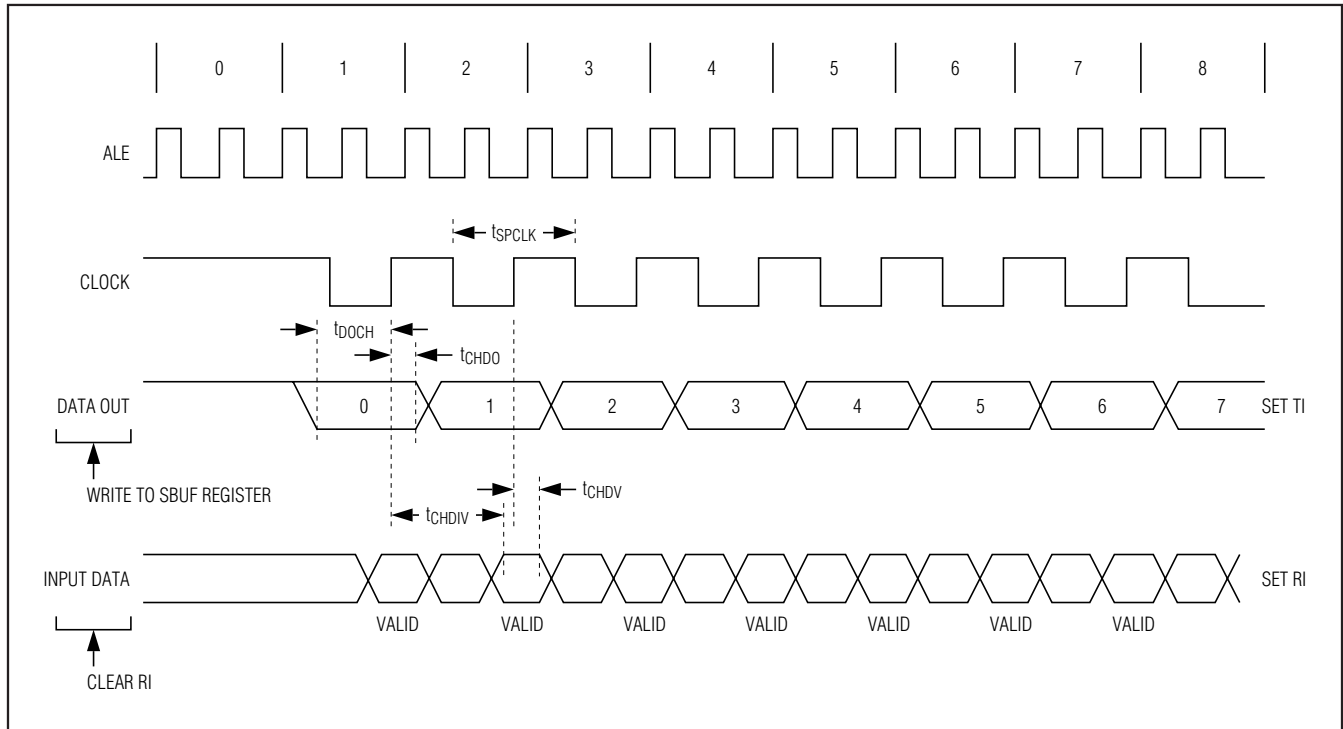 0 1 2 3 4 5 6 7 8
ALE
tSPCLK
CLOCK
tDOCH
tCHDO
DATA OUT 0 1 2 3 4 5 6 7 SET TI
WRITE TO SBUF REGISTER
tCHDV
tCHDIV
INPUT DATA SET RI
VALID VALID VALID VALID VALID VALID VALID
CLEAR RI